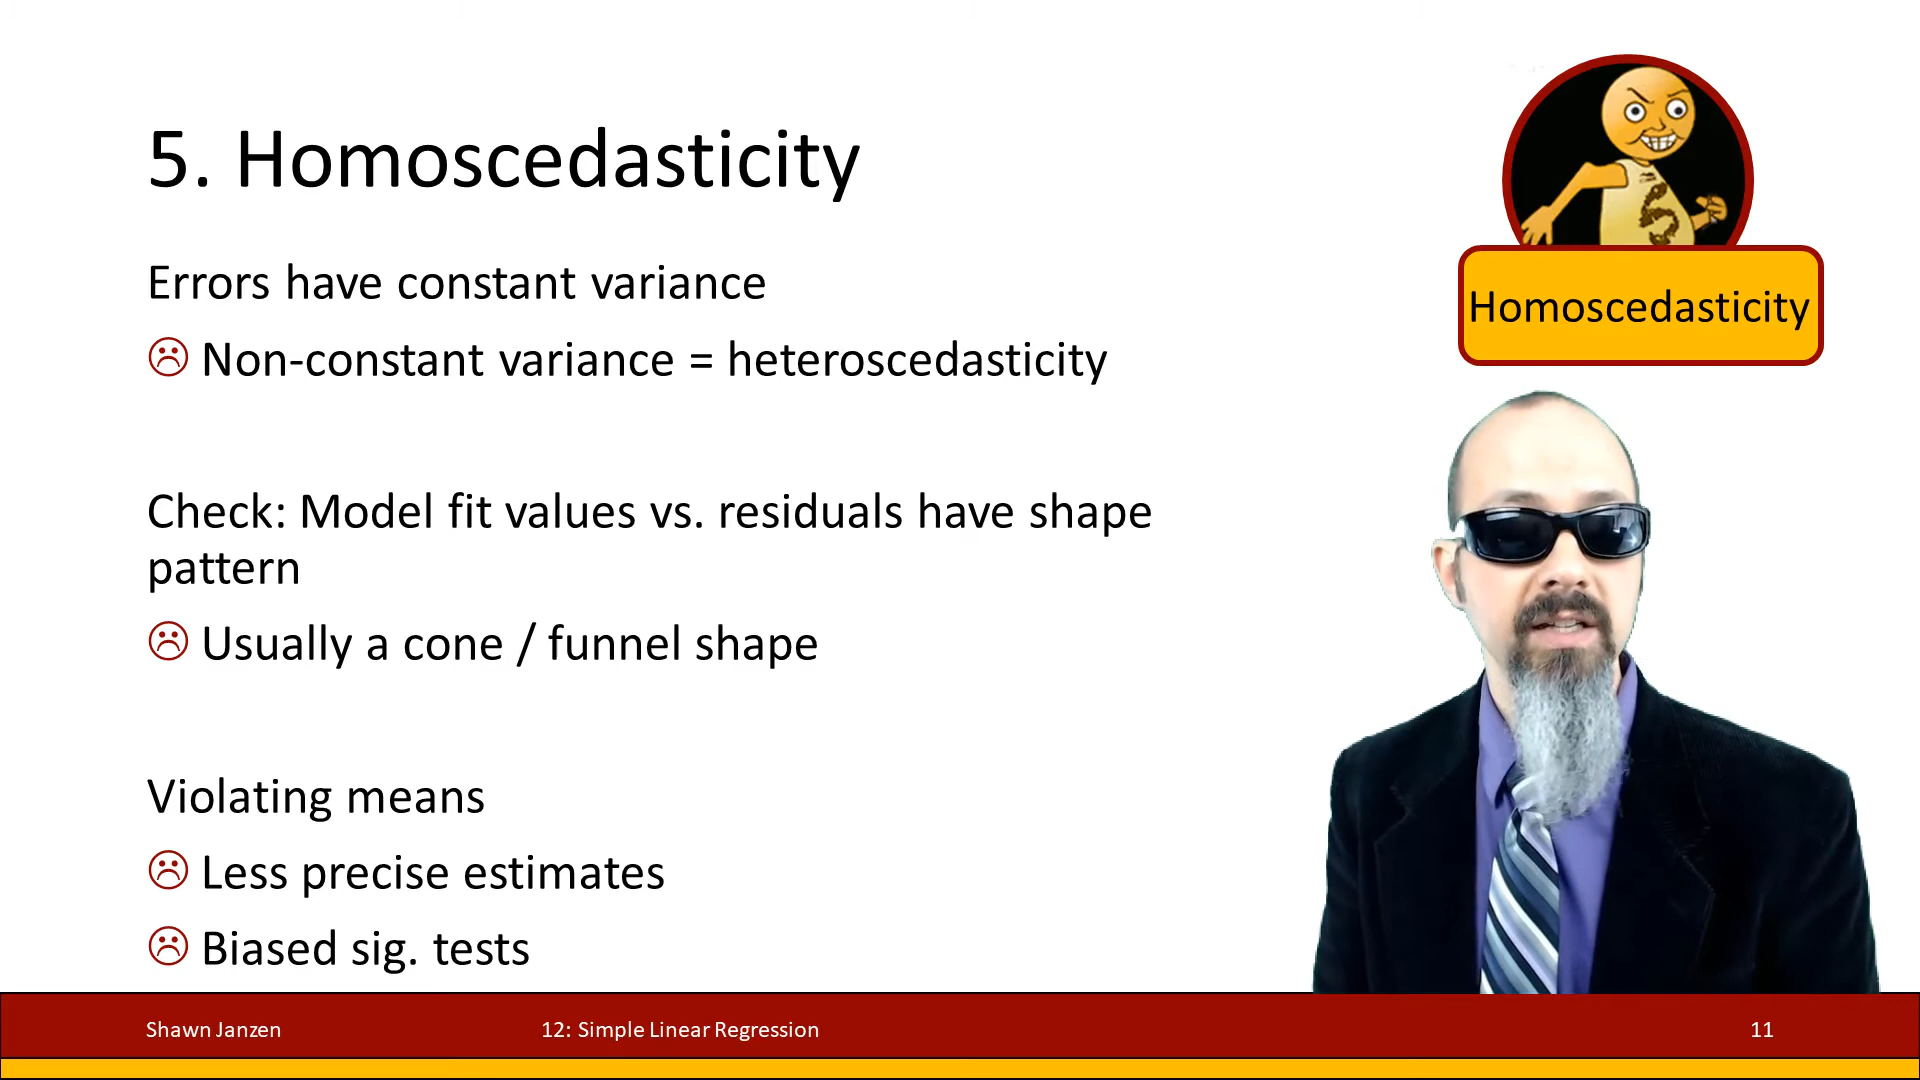 5. Homoscedasticity
Errors have constant variance
Non-constant variance = heteroscedasticity
Check: Model fit values vs. residuals have shape
pattern
Usually a cone / funnel shape
Violating means
Less precise estimates
Biased sig. tests
5
Homoscedasticity
Shawn Janzen
12: Simple Linear Regression
11